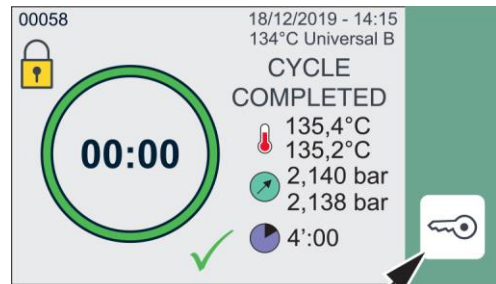 00058
18/12/2019 - 14:15
134°C Universal B
CYCLE
COMPLETED
00:00
135,4°C
135,2°C
2,140 bar
2,138 bar
4':00